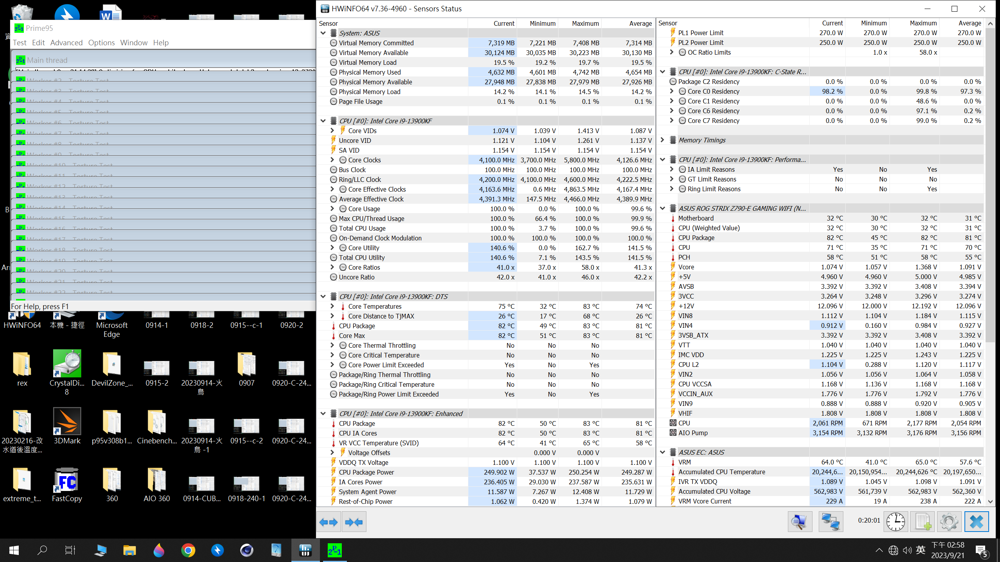 HWiNFO64 v7.36-4960 - Sensors Status
Prime95
Test Edit Advanced Options Window Help
Main thread
Worker #2 - Torture Test
Worker #3 - Torture Test
Worker #4 - Torture Test
Worker #5 - Torture Test
Worker #6 - Torture Test
Worker #7 - Torture Test
Worker #8 - Torture Test
Worker #9 - Torture Test
Worker #10 - Torture Test
Worker #11 - Torture Test
Worker #12 - Torture Test
Worker #13 - Torture Test
Worker #14 - Torture Test
Worker #15 - Torture Test
Worker #16 - Torture Test
Worker #17 - Torture Test
Worker #18 - Torture Test
Worker #19 - Torture Test
Worker #20 - Torture Test
Worker #21 - Torture Test
Worker #22 - Torture Test
For Help, press F1
HWiNFO64 本機 - 捷徑 Microsoft Edge 0914-1 0918-2 0915--c-1 0920-2
rex CrystalDi... 8 DevilZone_... 0915-2 20230914-火鳥 0907 0920-C-24...
20230216-改水道後溫度... 3DMark p95v308b1... Cinebench... 20230914-火鳥 -1 0915--c-2 0920-C-24...
extreme_t... FastCopy 360 AIO 360 0914-CUB... 0918-240-1 0920-C-24...
Sensor Current Minimum Maximum Average
System: ASUS
Virtual Memory Committed 7,319 MB 7,221 MB 7,408 MB 7,314 MB
Virtual Memory Available 30,124 MB 30,035 MB 30,223 MB 30,130 MB
Virtual Memory Load 19.5 % 19.2 % 19.7 % 19.5 %
Physical Memory Used 4,632 MB 4,601 MB 4,742 MB 4,654 MB
Physical Memory Available 27,948 MB 27,838 MB 27,979 MB 27,926 MB
Physical Memory Load 14.2 % 14.1 % 14.5 % 14.2 %
Page File Usage 0.1 % 0.1 % 0.1 % 0.1 %
CPU [#0]: Intel Core i9-13900KF
Core VIDs 1.074 V 1.039 V 1.413 V 1.087 V
Uncore VID 1.121 V 1.104 V 1.261 V 1.137 V
SA VID 1.154 V 1.154 V 1.154 V 1.154 V
Core Clocks 4,100.0 MHz 3,700.0 MHz 5,800.0 MHz 4,126.6 MHz
Bus Clock 100.0 MHz 100.0 MHz 100.0 MHz 100.0 MHz
Ring/LLC Clock 4,200.0 MHz 4,100.0 MHz 4,600.0 MHz 4,222.5 MHz
Core Effective Clocks 4,163.6 MHz 0.6 MHz 4,863.5 MHz 4,167.4 MHz
Average Effective Clock 4,391.3 MHz 147.5 MHz 4,466.0 MHz 4,389.9 MHz
Core Usage 100.0 % 0.0 % 100.0 % 99.6 %
Max CPU/Thread Usage 100.0 % 66.4 % 100.0 % 99.9 %
Total CPU Usage 100.0 % 3.7 % 100.0 % 99.6 %
On-Demand Clock Modulation 100.0 % 100.0 % 100.0 % 100.0 %
Core Utility 140.6 % 0.0 % 162.7 % 141.5 %
Total CPU Utility 140.6 % 7.1 % 143.5 % 141.5 %
Core Ratios 41.0 x 37.0 x 58.0 x 41.3 x
Uncore Ratio 42.0 x 41.0 x 46.0 x 42.2 x
CPU [#0]: Intel Core i9-13900KF: DTS
Core Temperatures 75 °C 32 °C 83 °C 74 °C
Core Distance to TjMAX 26 °C 17 °C 68 °C 26 °C
CPU Package 82 °C 49 °C 83 °C 81 °C
Core Max 82 °C 51 °C 83 °C 81 °C
Core Thermal Throttling No No No
Core Critical Temperature No No No
Core Power Limit Exceeded Yes No Yes
Package/Ring Thermal Throttling No No No
Package/Ring Critical Temperature No No No
Package/Ring Power Limit Exceeded Yes No Yes
CPU [#0]: Intel Core i9-13900KF: Enhanced
CPU Package 82 °C 50 °C 83 °C 81 °C
CPU IA Cores 82 °C 50 °C 83 °C 81 °C
VR VCC Temperature (SVID) 64 °C 41 °C 65 °C 58 °C
Voltage Offsets 0.000 V 0.000 V
VDDQ TX Voltage 1.100 V 1.100 V 1.100 V 1.100 V
CPU Package Power 249.902 W 37.537 W 250.254 W 249.287 W
IA Cores Power 236.405 W 29.030 W 237.587 W 235.631 W
System Agent Power 11.587 W 7.267 W 12.408 W 11.729 W
Rest-of-Chip Power 1.062 W 0.420 W 1.374 W 1.079 W
Sensor Current Minimum Maximum Average
PL1 Power Limit 270.0 W 270.0 W 270.0 W 270.0 W
PL2 Power Limit 250.0 W 250.0 W 250.0 W 250.0 W
OC Ratio Limits 1.0 x 58.0 x
CPU [#0]: Intel Core i9-13900KF: C-State R...
Package C2 Residency 0.0 % 0.0 % 0.0 % 0.0 %
Core C0 Residency 98.2 % 0.0 % 99.8 % 97.3 %
Core C1 Residency 0.0 % 0.0 % 48.6 % 0.0 %
Core C6 Residency 0.0 % 0.0 % 97.1 % 0.2 %
Core C7 Residency 0.0 % 0.0 % 99.0 % 0.2 %
Memory Timings
CPU [#0]: Intel Core i9-13900KF: Performa...
IA Limit Reasons Yes No Yes
GT Limit Reasons No No No
Ring Limit Reasons No No Yes
ASUS ROG STRIX Z790-E GAMING WIFI (N...
Motherboard 32 °C 30 °C 32 °C 31 °C
CPU (Weighted Value) 32 °C 30 °C 32 °C 31 °C
CPU Package 82 °C 45 °C 82 °C 81 °C
CPU 71 °C 35 °C 71 °C 70 °C
PCH 58 °C 51 °C 58 °C 55 °C
Vcore 1.074 V 1.057 V 1.368 V 1.091 V
+5V 4.960 V 4.960 V 5.000 V 4.985 V
AVSB 3.392 V 3.392 V 3.408 V 3.394 V
3VCC 3.264 V 3.248 V 3.296 V 3.274 V
+12V 12.096 V 12.000 V 12.192 V 12.096 V
VIN8 1.112 V 1.104 V 1.184 V 1.115 V
VIN4 0.912 V 0.160 V 0.984 V 0.927 V
3VSB_ATX 3.392 V 3.392 V 3.408 V 3.392 V
VTT 1.040 V 1.040 V 1.040 V 1.040 V
IMC VDD 1.225 V 1.225 V 1.243 V 1.225 V
CPU L2 1.104 V 0.288 V 1.120 V 1.117 V
VIN2 1.056 V 1.056 V 1.064 V 1.058 V
CPU VCCSA 1.168 V 1.136 V 1.168 V 1.168 V
VCCIN_AUX 1.776 V 1.776 V 1.792 V 1.776 V
VIN9 0.888 V 0.888 V 0.920 V 0.905 V
VHIF 1.808 V 1.808 V 1.808 V 1.808 V
CPU 2,061 RPM 671 RPM 2,177 RPM 2,054 RPM
AIO Pump 3,154 RPM 3,132 RPM 3,176 RPM 3,156 RPM
ASUS EC: ASUS
VRM 64.0 °C 41.0 °C 65.0 °C 57.6 °C
Accumulated CPU Temperature 20,244,6... 20,150,954... 20,244,626 °C 20,197,650...
IVR TX VDDQ 1.089 V 1.045 V 1.098 V 1.091 V
Accumulated CPU Voltage 562,983 V 561,739 V 562,983 V 562,360 V
VRM Vcore Current 229 A 19 A 238 A 222 A
0:20:01
英
下午 02:58
2023/9/21
5